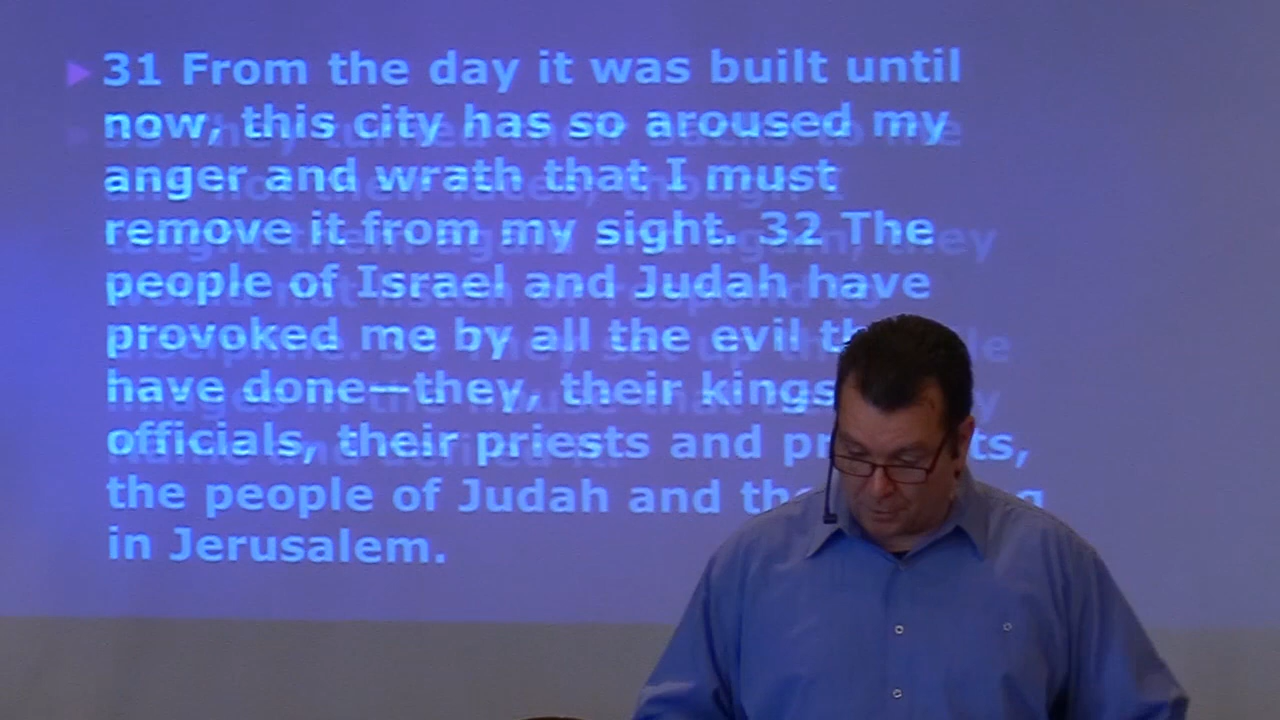 31 From the day it was built until
now, this city has so aroused my
anger and wrath that I must
remove it from my sight. 32 The
people of Israel and Judah have
provoked me by all the evil
have done—they, their kings
officials, their priests and
the people of Judah and
in Jerusalem.